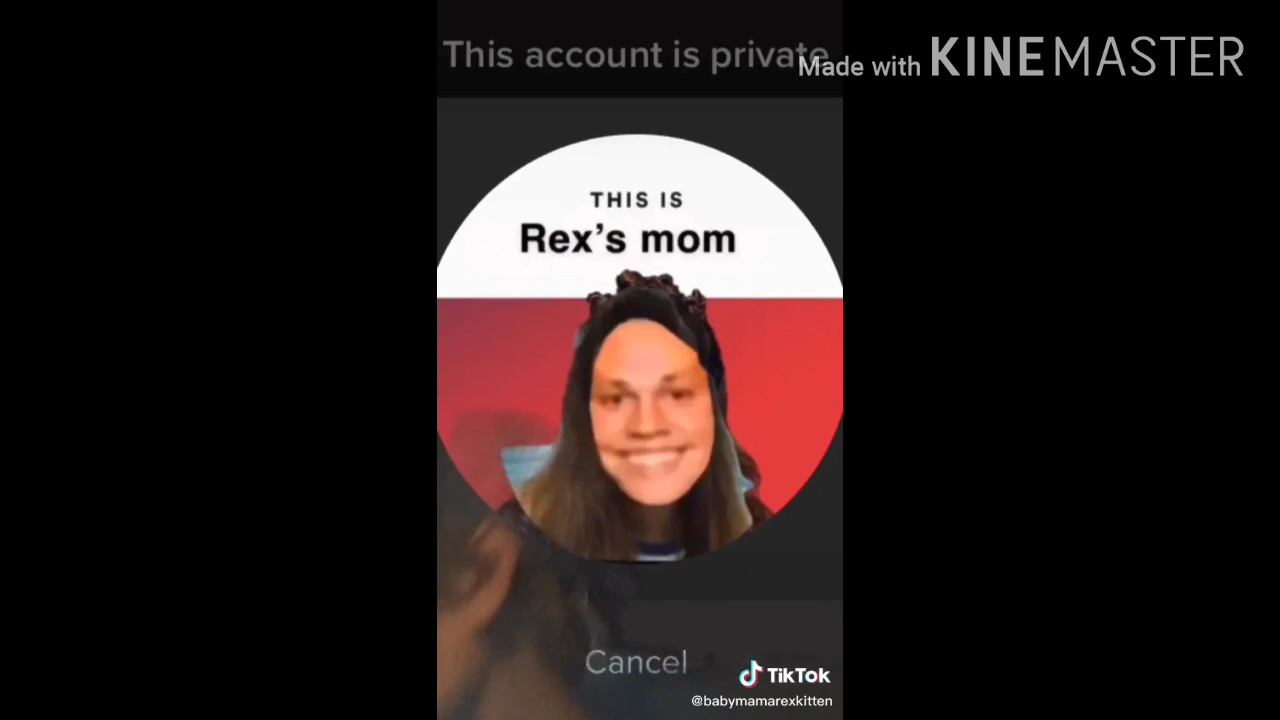 This account is private
Made with KINEMASTER
THIS IS
Rex's mom
Cancel
TikTok
@babymamarexkitten